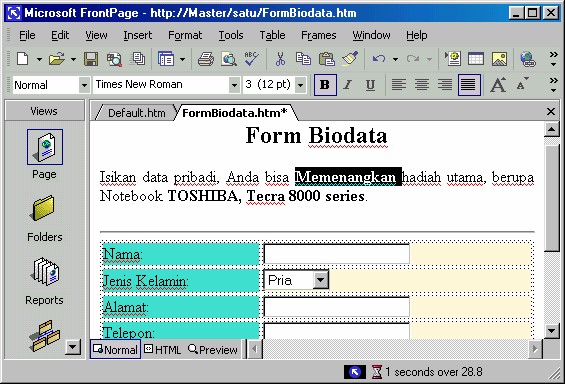 Microsoft FrontPage - http://Master/satu/FormBiodata.htm
File Edit View Insert Format Tools Table Frames Window Help
Normal Times New Roman 3 (12 pt) B I U A A
Views Default.htm FormBiodata.htm*
Form Biodata
Isikan data pribadi, Anda bisa Memenangkan hadiah utama, berupa
Notebook TOSHIBA, Tecra 8000 series.
Page
Folders
Reports
Nama:
Jenis Kelamin: Pria
Alamat:
Telepon:
Normal HTML Preview
1 seconds over 28.8